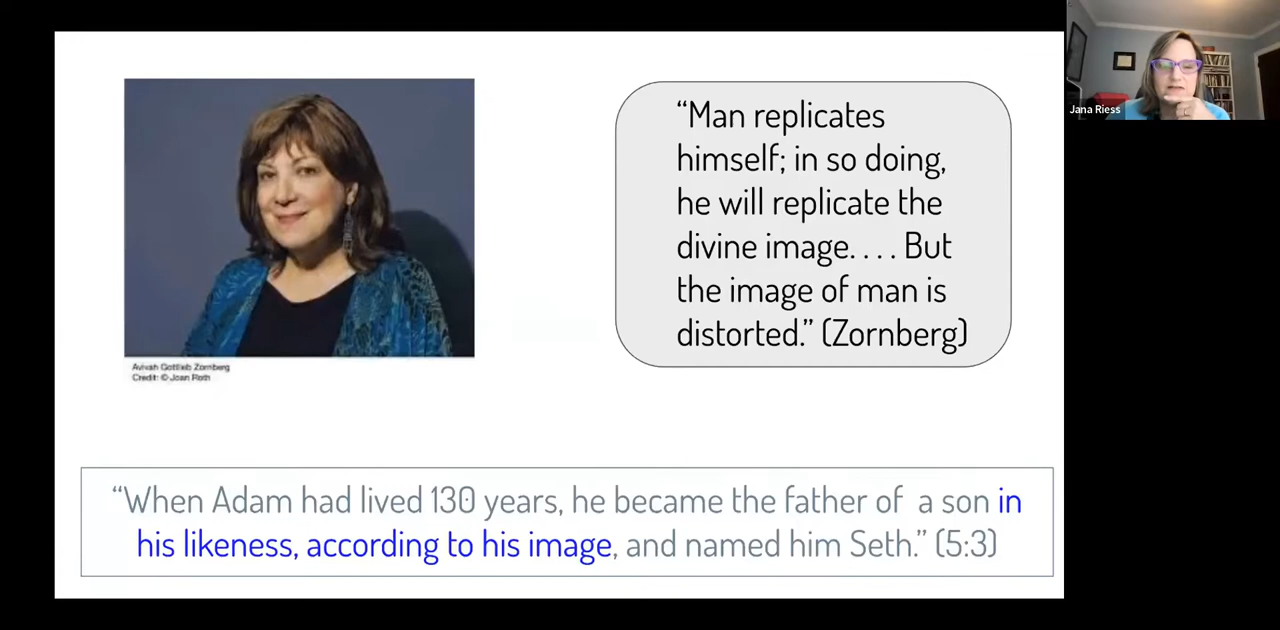 Jana Riess
“Man replicates
himself; in so doing,
he will replicate the
divine image. . . . But
the image of man is
distorted.” (Zornberg)
Avivah Gottlieb Zornberg
Credit: © Joan Roth
“When Adam had lived 130 years, he became the father of a son in
his likeness, according to his image, and named him Seth.” (5:3)